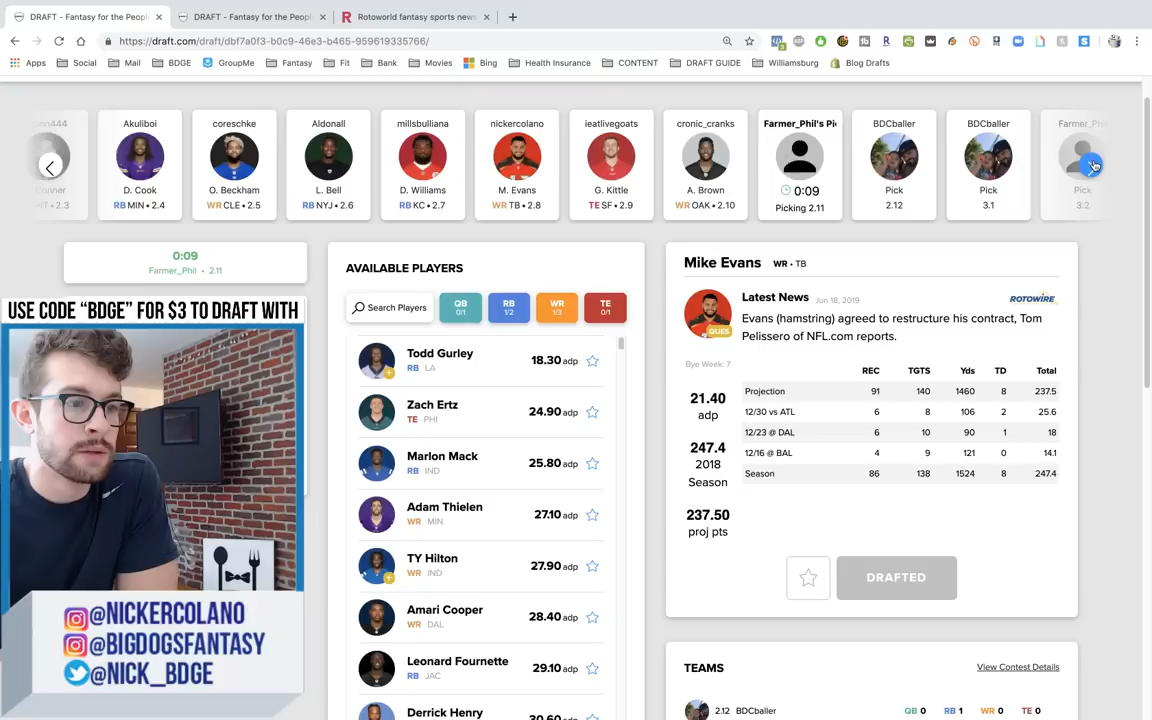 DRAFT - Fantasy for the Peopl
DRAFT - Fantasy for the Peopl
Rotoworld fantasy sports news
https://draft.com/draft/dbf7a0f3-b0c9-46e3-b465-959619335766/
Apps Social Mail BDGE GroupMe Fantasy Fit Bank Movies Bing Health Insurance CONTENT DRAFT GUIDE Williamsburg Blog Drafts
Akuliboi
D. Cook
RB MIN • 2.4
coreschke
O. Beckham
WR CLE • 2.5
Aldonall
L. Bell
RB NYJ • 2.6
millsbulliana
D. Williams
RB KC • 2.7
nickercolano
M. Evans
WR TB • 2.8
ieatlivegoats
G. Kittle
TE SF • 2.9
cronic_cranks
A. Brown
WR OAK • 2.10
Farmer_Phil's Pi
0:09
Picking 2.11
BDCballer
Pick
2.12
BDCballer
Pick
3.1
Farmer_Phil
Pick
3.2
0:09
Farmer_Phil • 2.11
USE CODE "BDGE" FOR $3 TO DRAFT WITH
@NICKERCOLANO
@BIGDOGSFANTASY
@NICK_BDGE
AVAILABLE PLAYERS
Search Players
QB
0/1
RB
1/2
WR
1/3
TE
0/1
Todd Gurley
RB LA
18.30 adp
Zach Ertz
TE PHI
24.90 adp
Marlon Mack
RB IND
25.80 adp
Adam Thielen
WR MIN
27.10 adp
TY Hilton
WR IND
27.90 adp
Amari Cooper
WR DAL
28.40 adp
Leonard Fournette
RB JAC
29.10 adp
Derrick Henry
30.60 adp
Mike Evans WR • TB
QUES
Latest News Jun 18, 2019
ROTOWIRE
Evans (hamstring) agreed to restructure his contract, Tom
Pelissero of NFL.com reports.
Bye Week: 7
21.40
adp
247.4
2018
Season
237.50
proj pts
REC TGTS Yds TD Total
Projection 91 140 1460 8 237.5
12/30 vs ATL 6 8 106 2 25.6
12/23 @ DAL 6 10 90 1 18
12/16 @ BAL 4 9 121 0 14.1
Season 86 138 1524 8 247.4
DRAFTED
TEAMS
View Contest Details
2.12 BDCballer QB 0 RB 1 WR 0 TE 0